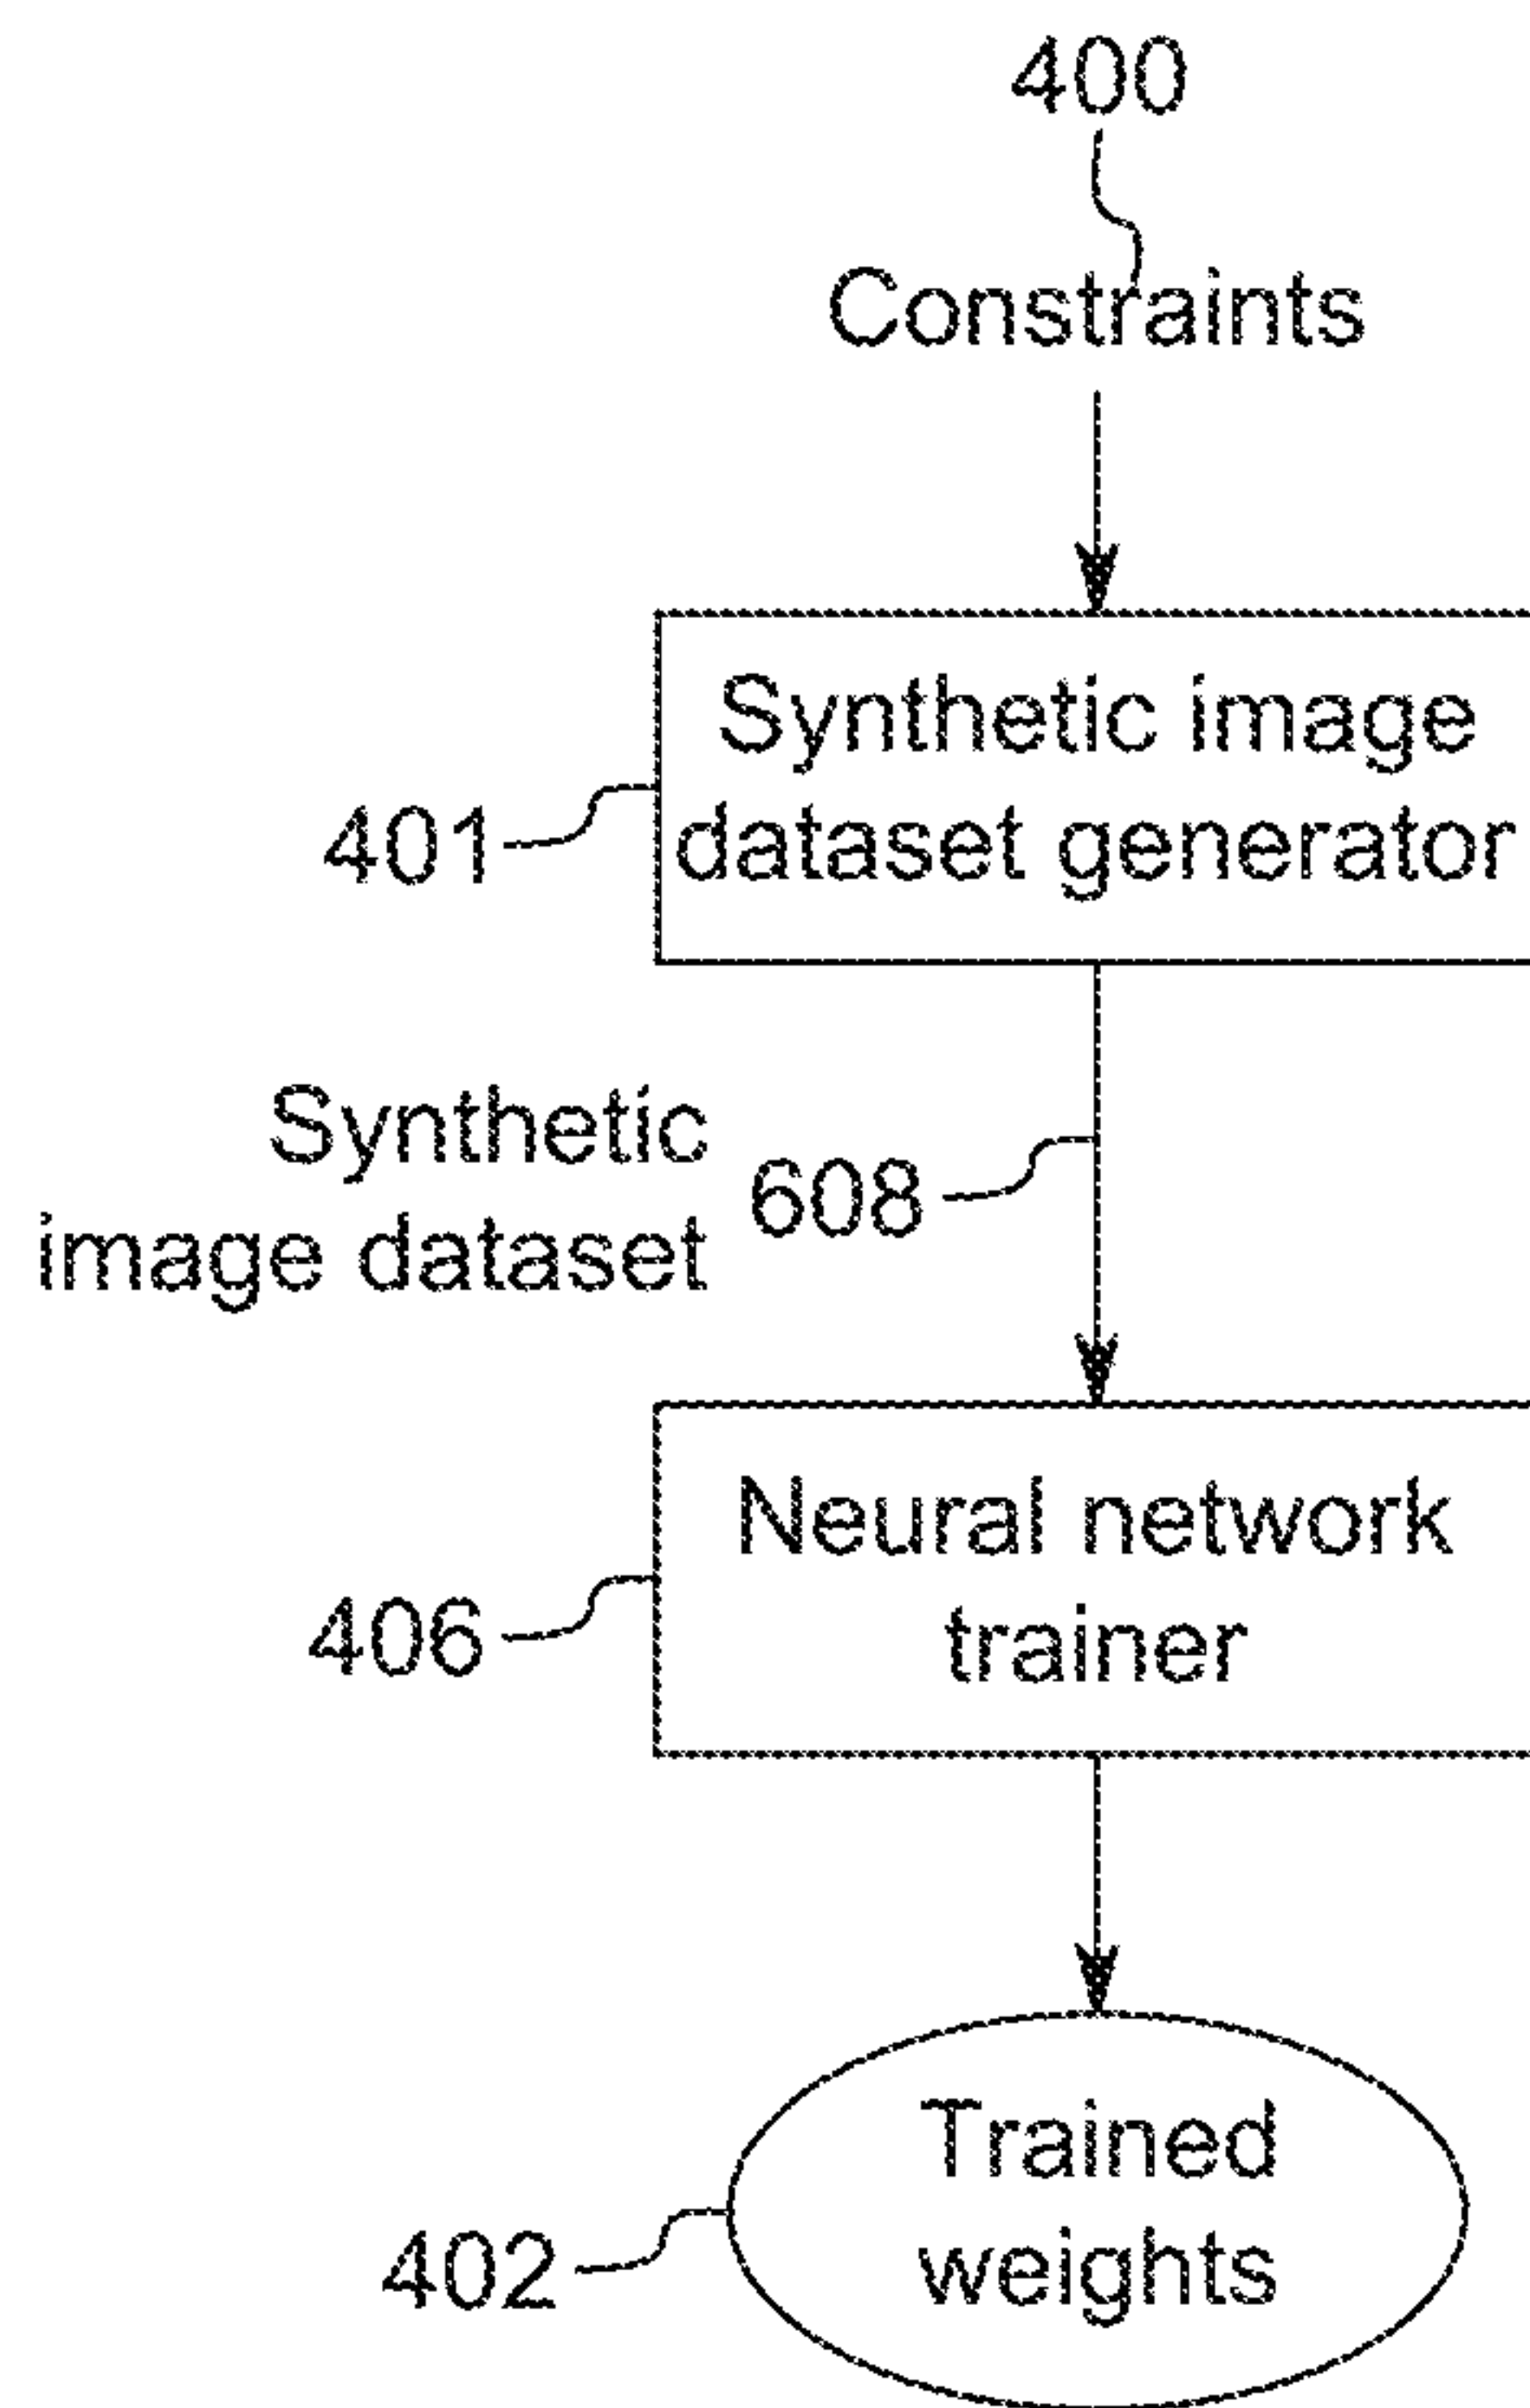 400
Constraints
Synthetic image
dataset generator
401
Synthetic
image dataset
608
Neural network
trainer
406
Trained
weights
402